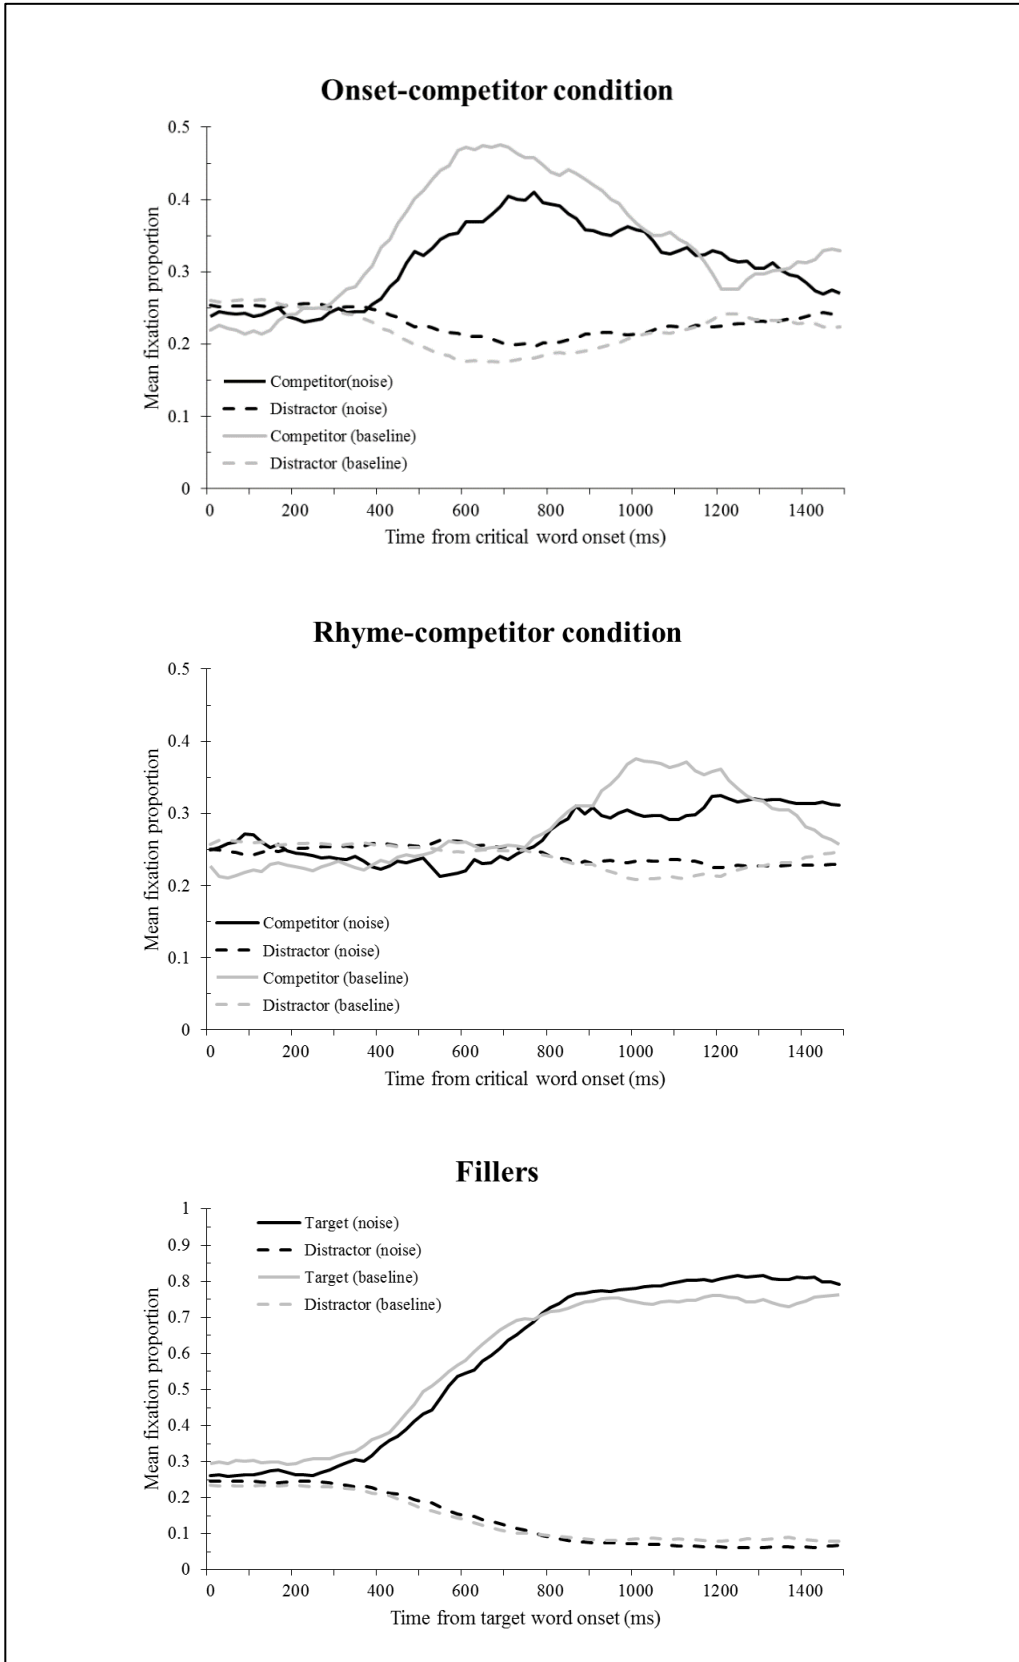 Onset-competitor condition
0.5
0.4
0.3
0.2
0.1
0
Mean fixation proportion
Competitor(noise)
Distractor (noise)
Competitor (baseline)
Distractor (baseline)
0 200 400 600 800 1000 1200 1400
Time from critical word onset (ms)
Rhyme-competitor condition
0.5
0.4
0.3
0.2
0.1
0
Mean fixation proportion
Competitor (noise)
Distractor (noise)
Competitor (baseline)
Distractor (baseline)
0 200 400 600 800 1000 1200 1400
Time from critical word onset (ms)
Fillers
1
0.9
0.8
0.7
0.6
0.5
0.4
0.3
0.2
0.1
0
Mean fixation proportion
Target (noise)
Distractor (noise)
Target (baseline)
Distractor (baseline)
0 200 400 600 800 1000 1200 1400
Time from target word onset (ms)